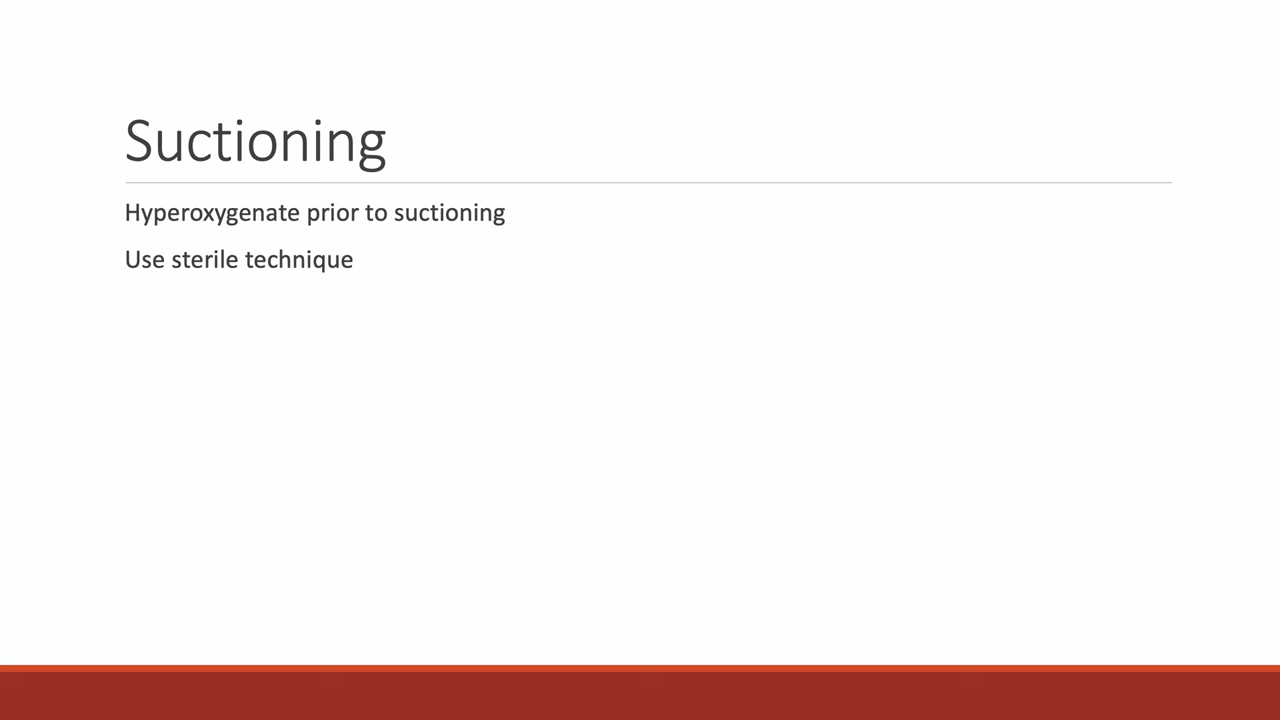 Suctioning
Hyperoxygenate prior to suctioning
Use sterile technique